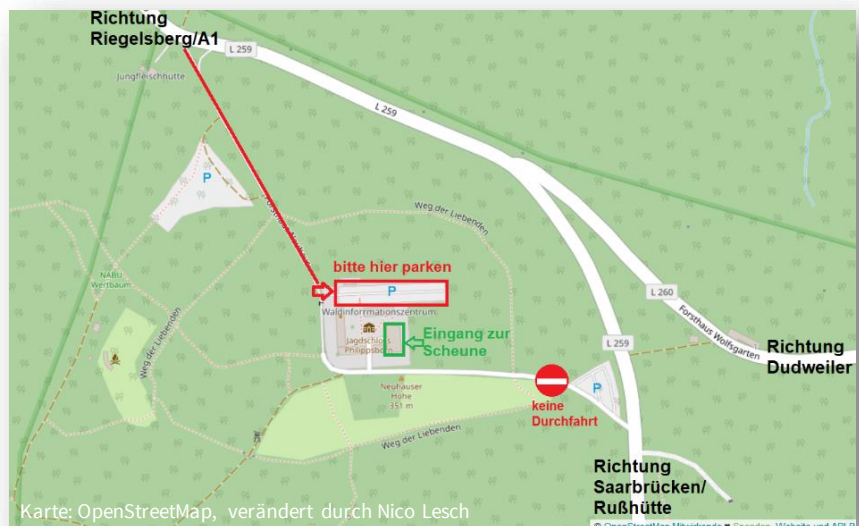 Richtung
Riegelsberg/A1
L 259
Jungfleischhütte
L 259
P
Weg der Liebenden
NABU
Wertbaum
bitte hier parken
P
Waldinformationszentrum
L 260
Forsthaus Wolfsgarten
Jagdschloss
Philippsborn
Eingang zur
Scheune
L 259
Richtung
Dudweiler
Weg der Liebenden
Neuhauser
Höhe
351 m
P
keine
Durchfahrt
Weg der Liebenden
Richtung
Saarbrücken/
Rußhütte
Karte: OpenStreetMap, verändert durch Nico Lesch